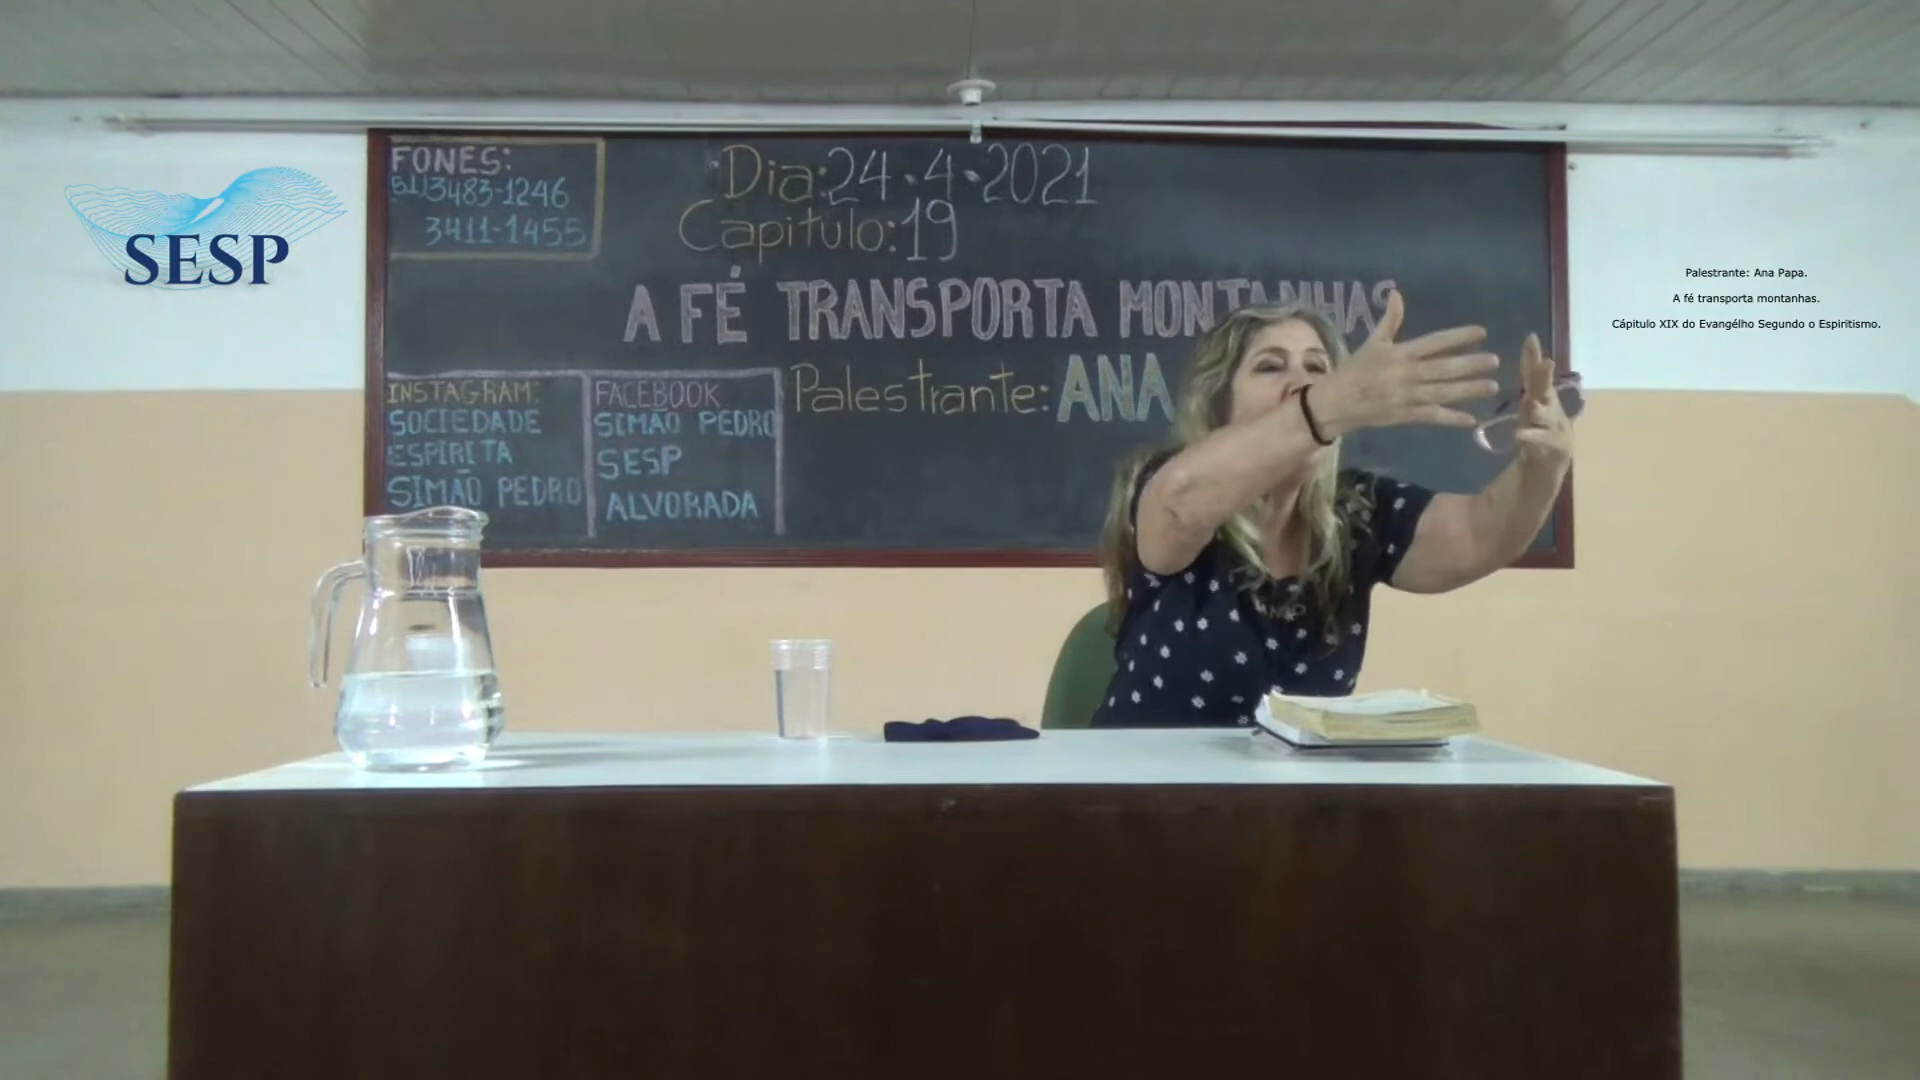 FONES:
(51)3483-1246
3411-1455
Dia:24.4.2021
Capitulo:19
A FÉ TRANSPORTA MONTANHAS
Palestrante: ANA
INSTAGRAM:
SOCIEDADE
ESPIRITA
SIMÃO PEDRO
FACEBOOK
SIMÃO PEDRO
SESP
ALVORADA
SESP
Palestrante: Ana Papa.
A fé transporta montanhas.
Cápitulo XIX do Evangélho Segundo o Espiritismo.